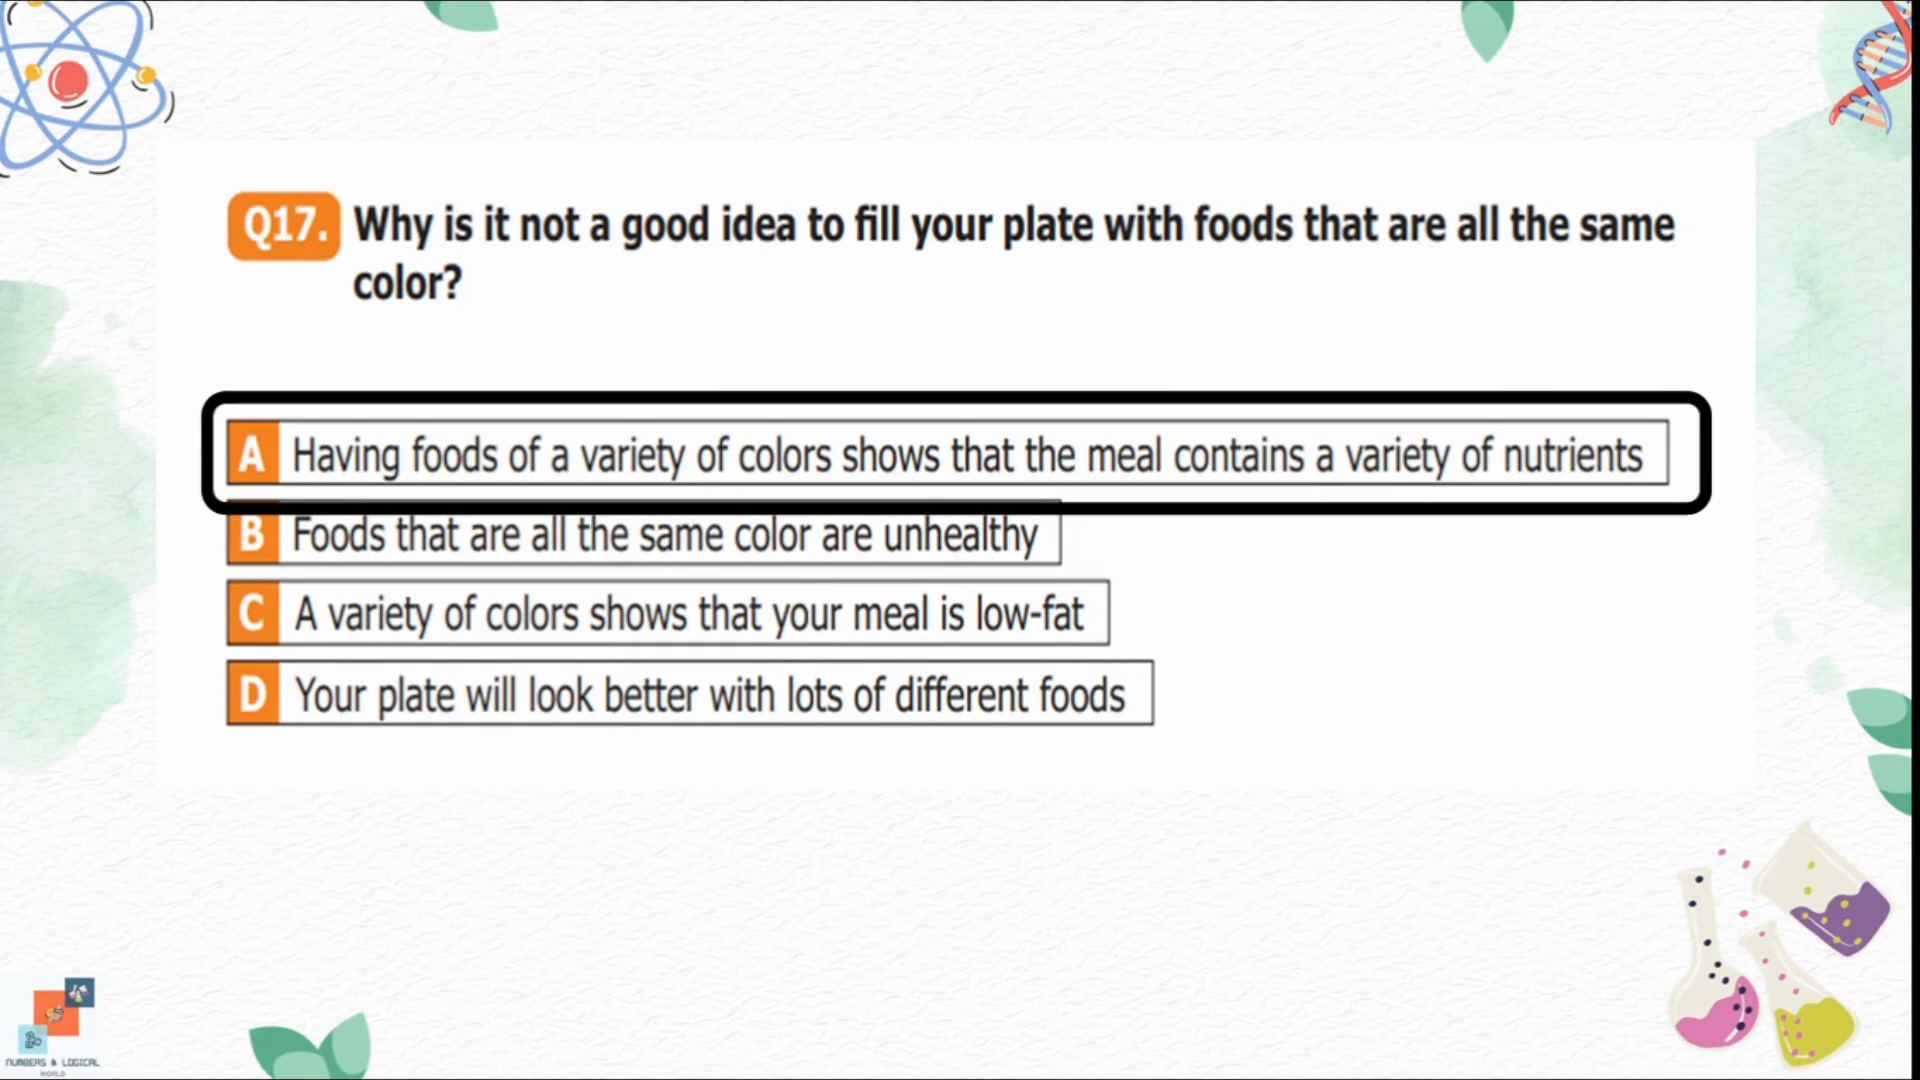 Q17. Why is it not a good idea to fill your plate with foods that are all the same
color?
A Having foods of a variety of colors shows that the meal contains a variety of nutrients
B Foods that are all the same color are unhealthy
C A variety of colors shows that your meal is low-fat
D Your plate will look better with lots of different foods
NUMBERS & LOGICAL
WORLD